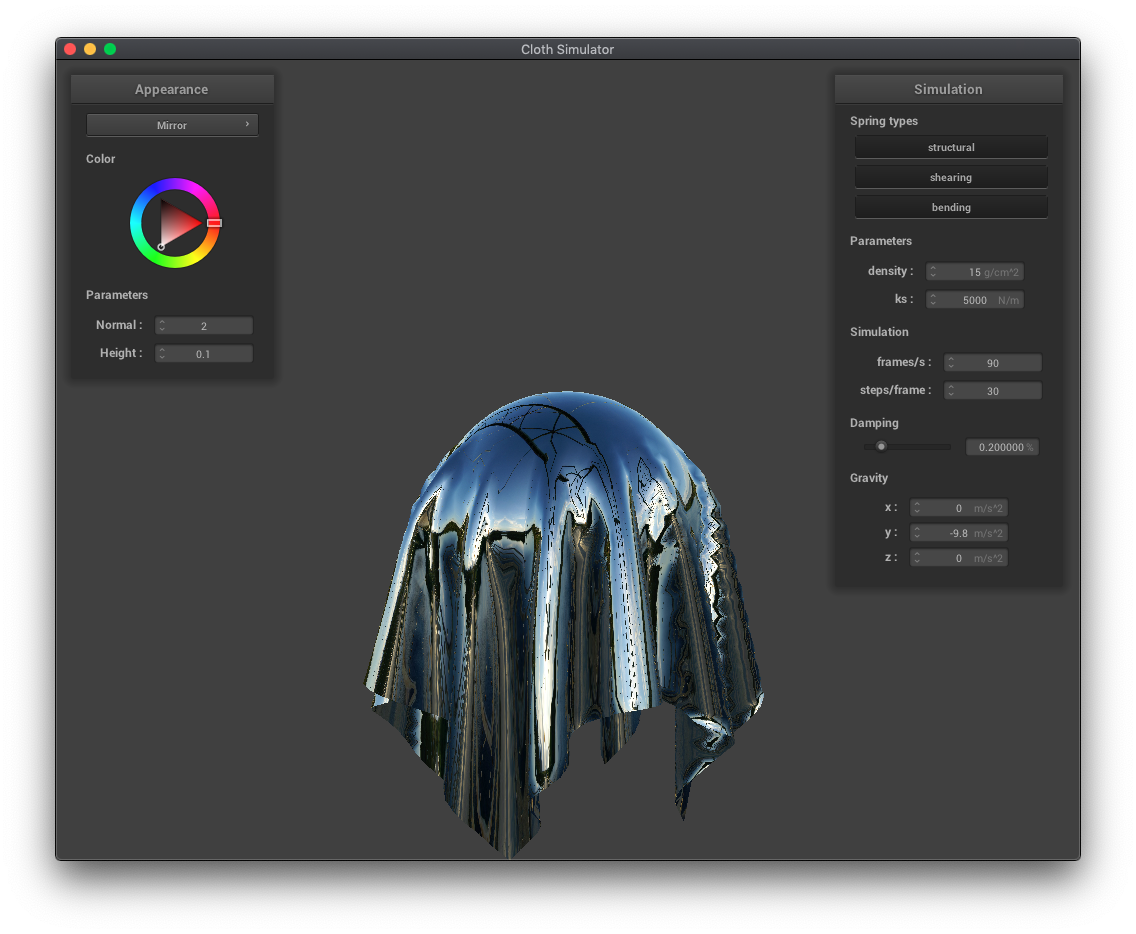 Cloth Simulator
Appearance
Mirror
Color
Parameters
Normal : 2
Height : 0.1
Simulation
Spring types
structural
shearing
bending
Parameters
density : 15 g/cm^2
ks : 5000 N/m
Simulation
frames/s : 90
steps/frame : 30
Damping
0.200000 %
Gravity
x : 0 m/s^2
y : -9.8 m/s^2
z : 0 m/s^2